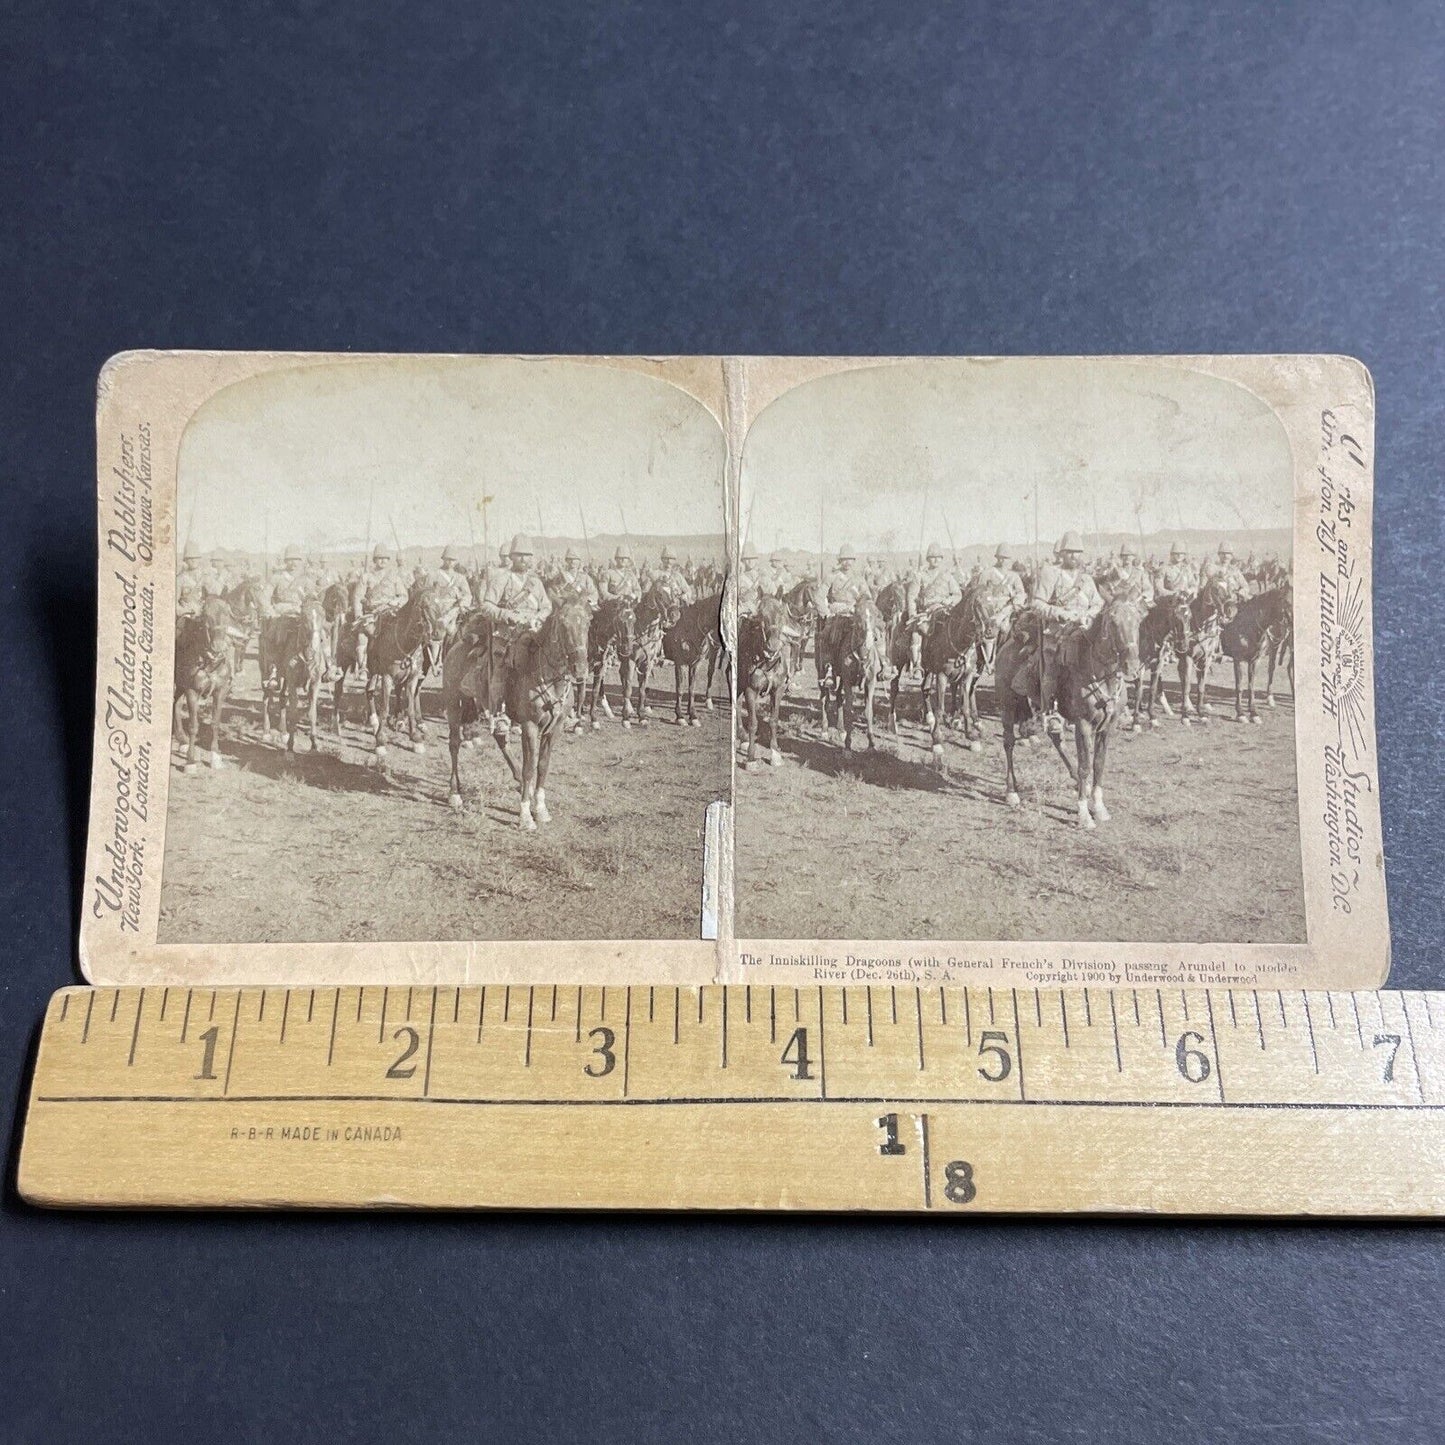 Underwood & Underwood, Publishers.
New York, London, Toronto-Canada, Ottawa-Kansas.
and Studios ~
Littleton, N.H. Washington, D.C.
SUN
The Inniskilling Dragoons (with General French's Division) passing Arundel to Modder
River (Dec. 26th), S. A. Copyright 1900 by Underwood & Underwood
1 2 3 4 5 6 7
R-B-R MADE IN CANADA
1
8